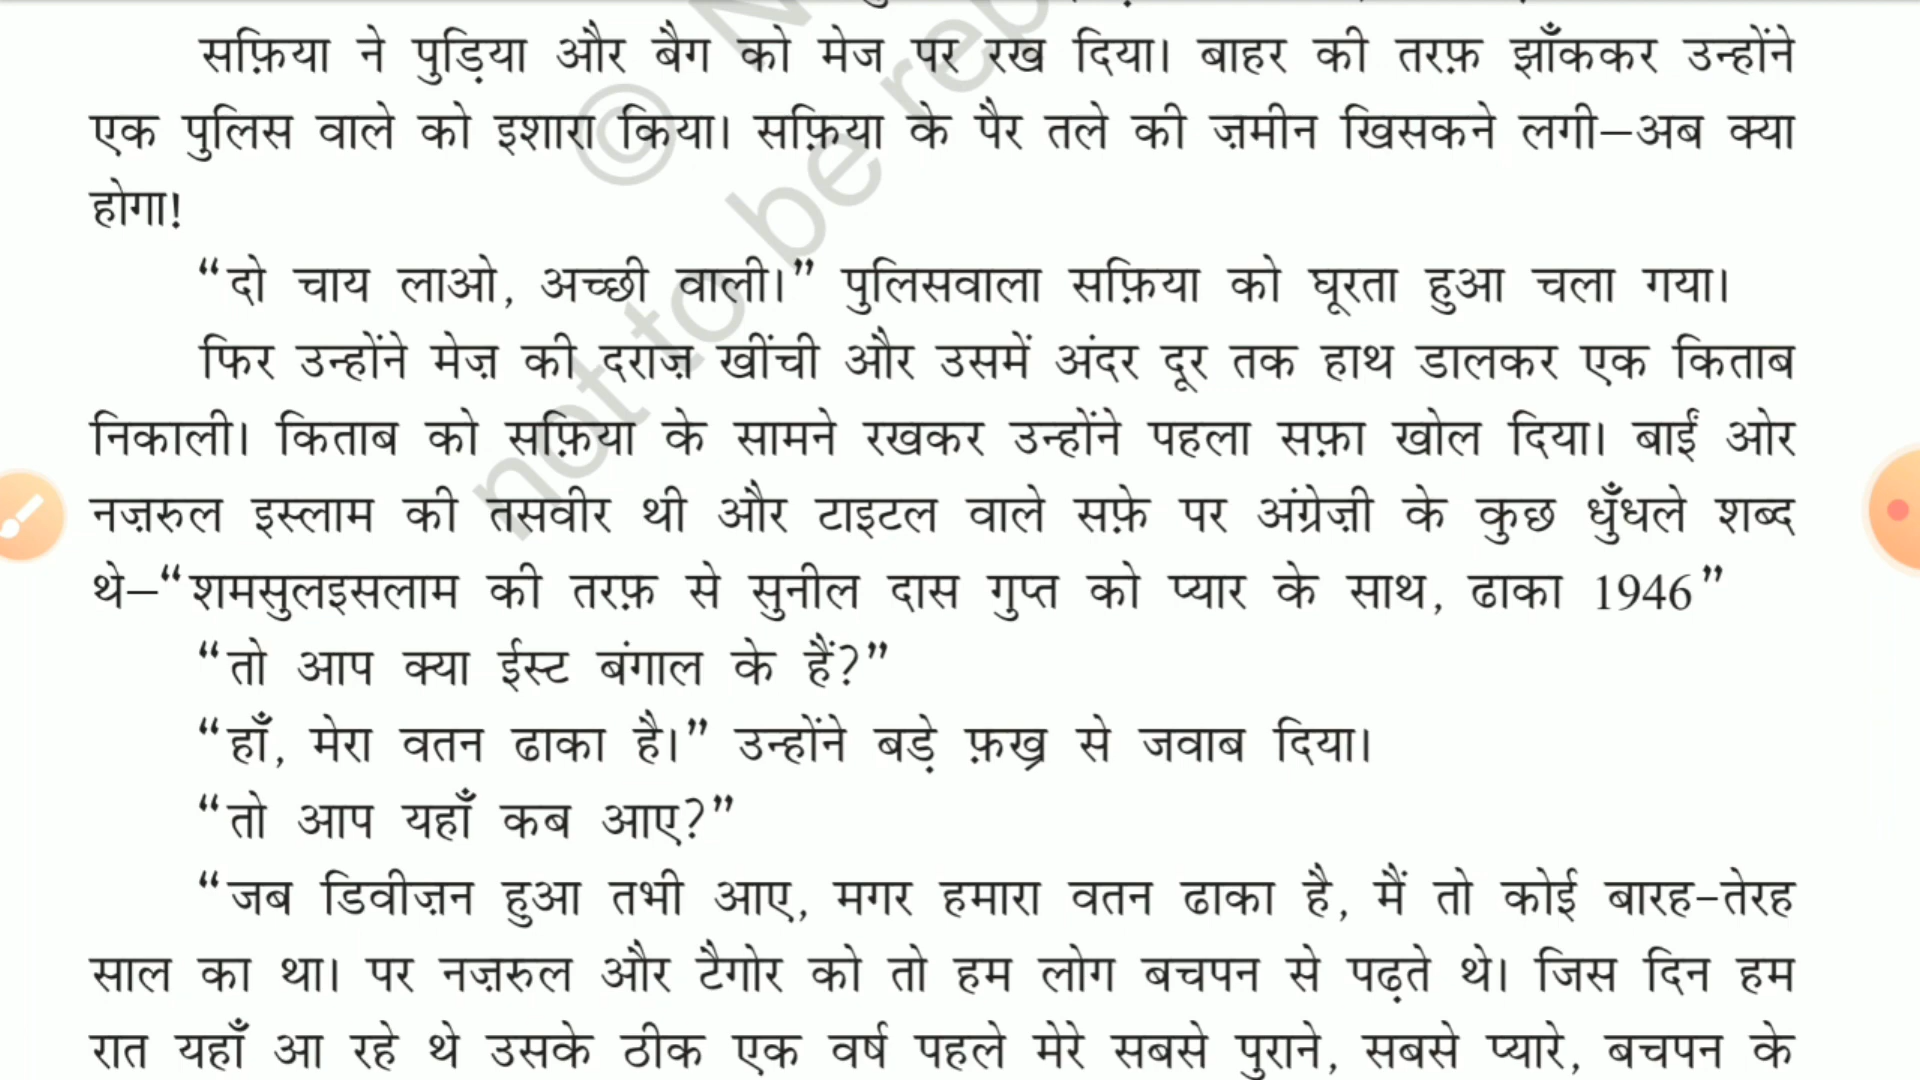 सफ़िया ने पुड़िया और बैग को मेज पर रख दिया। बाहर की तरफ़ झाँककर उन्होंने
एक पुलिस वाले को इशारा किया। सफ़िया के पैर तले की ज़मीन खिसकने लगी–अब क्या
होगा!
“दो चाय लाओ, अच्छी वाली।” पुलिसवाला सफ़िया को घूरता हुआ चला गया।
फिर उन्होंने मेज़ की दराज़ खींची और उसमें अंदर दूर तक हाथ डालकर एक किताब
निकाली। किताब को सफ़िया के सामने रखकर उन्होंने पहला सफ़ा खोल दिया। बाईं ओर
नज़रुल इस्लाम की तसवीर थी और टाइटल वाले सफ़े पर अंग्रेज़ी के कुछ धुँधले शब्द
थे–“शमसुलइसलाम की तरफ़ से सुनील दास गुप्त को प्यार के साथ, ढाका 1946”
“तो आप क्या ईस्ट बंगाल के हैं?”
“हाँ, मेरा वतन ढाका है।” उन्होंने बड़े फ़ख्र से जवाब दिया।
“तो आप यहाँ कब आए?”
“जब डिवीज़न हुआ तभी आए, मगर हमारा वतन ढाका है, मैं तो कोई बारह-तेरह
साल का था। पर नज़रुल और टैगोर को तो हम लोग बचपन से पढ़ते थे। जिस दिन हम
रात यहाँ आ रहे थे उसके ठीक एक वर्ष पहले मेरे सबसे पुराने, सबसे प्यारे, बचपन के
© N
not to be rep